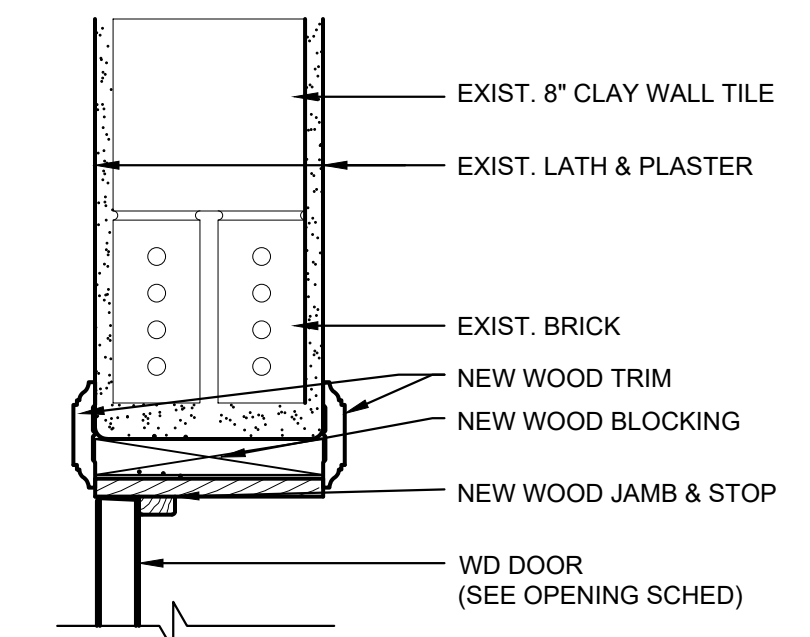 EXIST. 8" CLAY WALL TILE
EXIST. LATH & PLASTER
EXIST. BRICK
NEW WOOD TRIM
NEW WOOD BLOCKING
NEW WOOD JAMB & STOP
WD DOOR
(SEE OPENING SCHED)